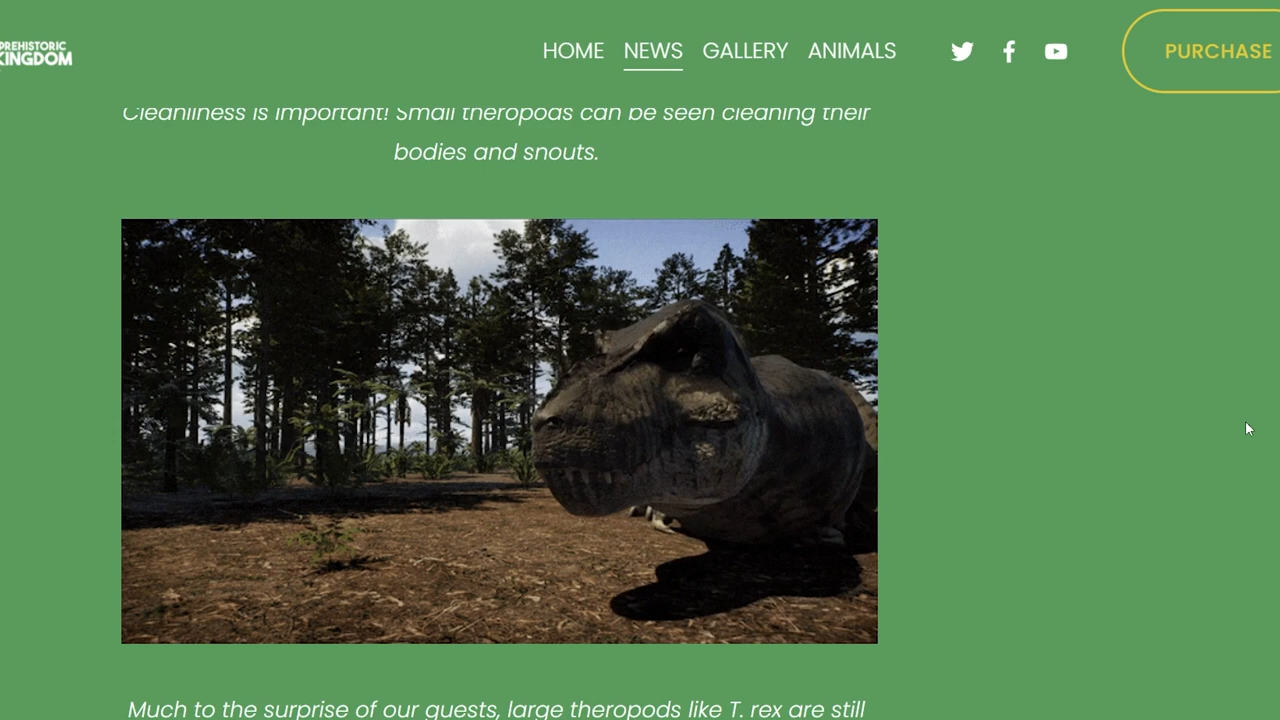 PREHISTORIC
KINGDOM
HOME NEWS GALLERY ANIMALS
PURCHASE
Cleanliness is important! Small theropods can be seen cleaning their
bodies and snouts.
Much to the surprise of our guests, large theropods like T. rex are still